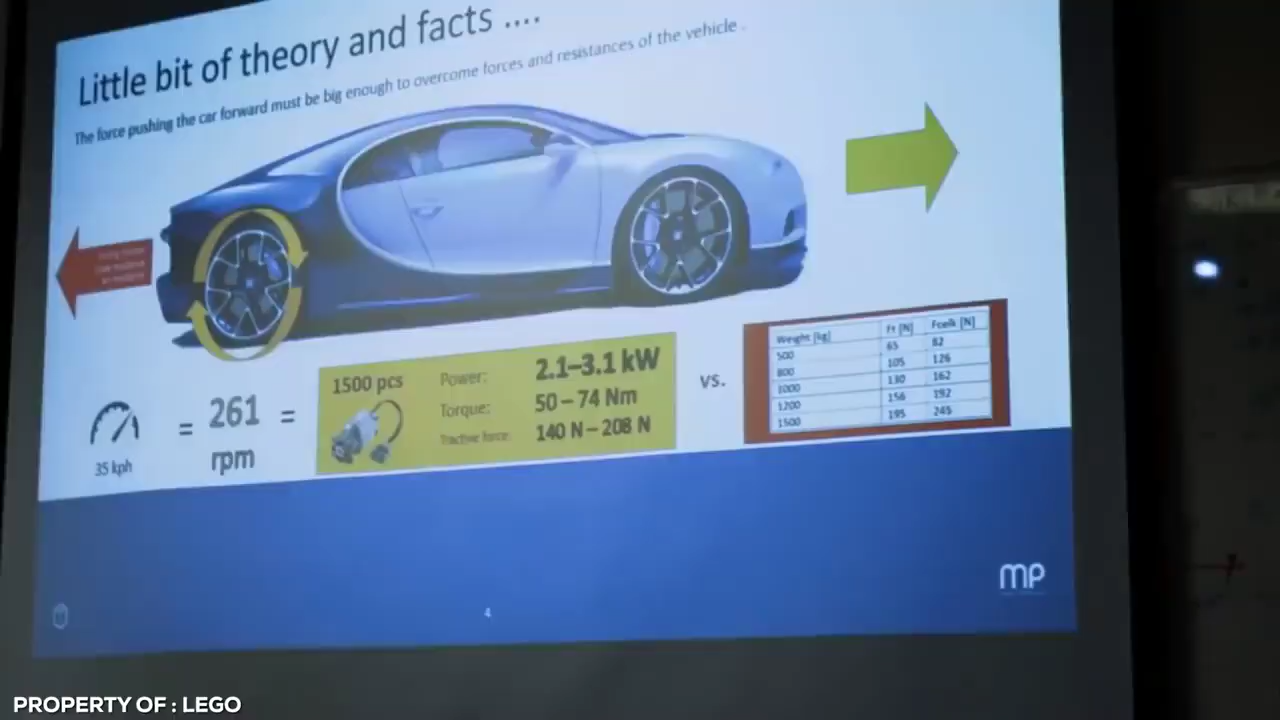 Little bit of theory and facts ....
The force pushing the car forward must be big enough to overcome forces and resistances of the vehicle .
35 kph
=
261
rpm
=
1500 pcs
Power: 2.1–3.1 kW
Torque: 50 – 74 Nm
Tractive force: 140 N – 208 N
vs.
Weight [kg] Ft [N] Fcelk [N]
500 65 82
800 105 126
1000 130 162
1200 156 192
1500 195 245
4
mp
PROPERTY OF : LEGO